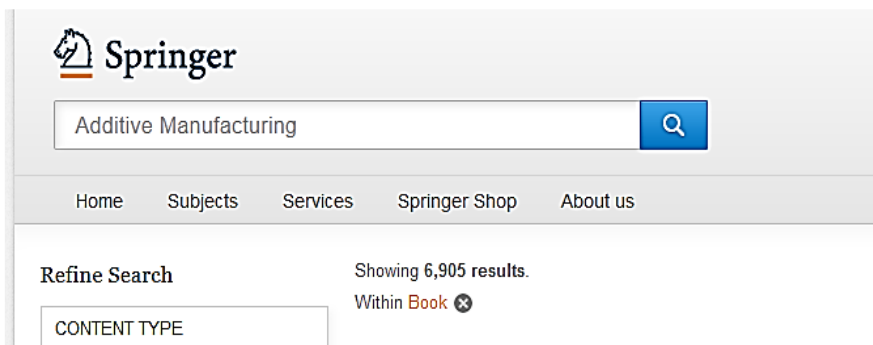 Springer
Additive Manufacturing
Home Subjects Services Springer Shop About us
Refine Search
Showing 6,905 results.
Within Book
CONTENT TYPE